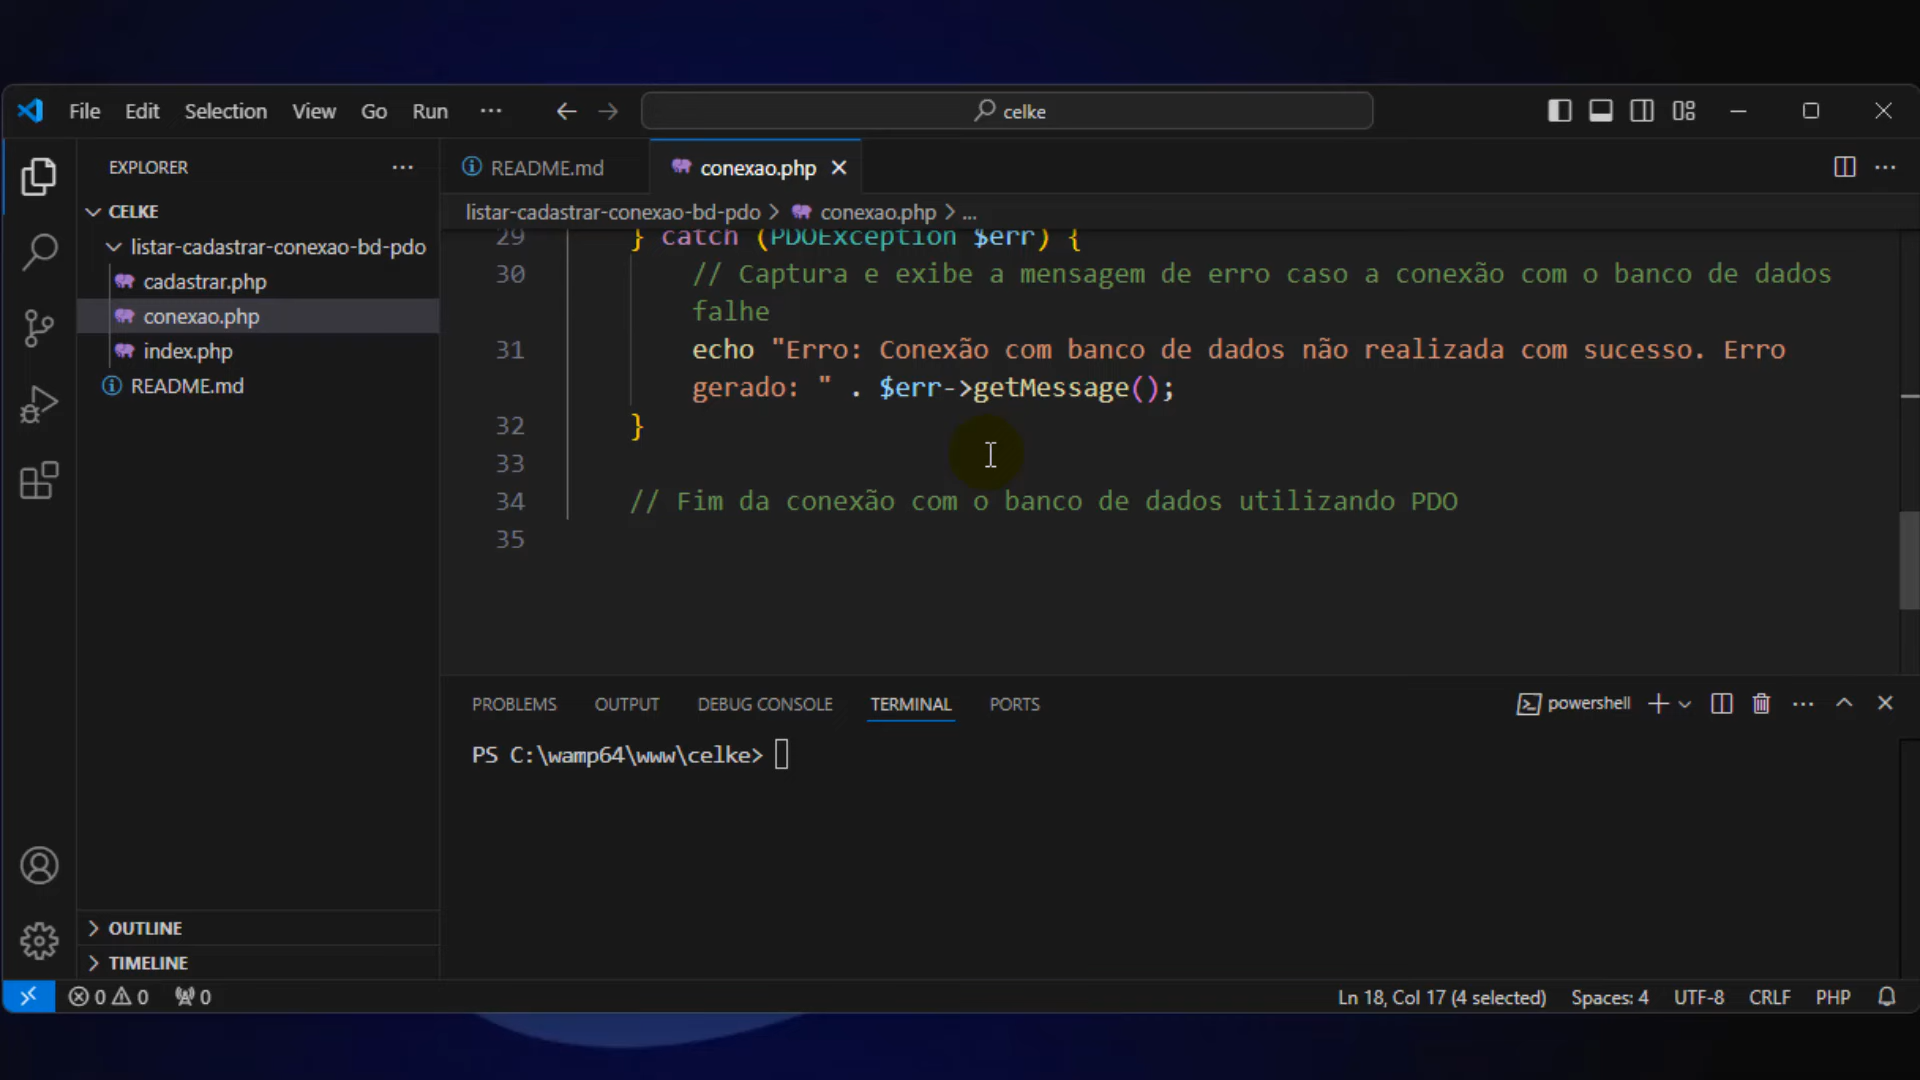 File Edit Selection View Go Run ··· celke
EXPLORER ···
CELKE
listar-cadastrar-conexao-bd-pdo
cadastrar.php
conexao.php
index.php
README.md
OUTLINE
TIMELINE
README.md conexao.php
listar-cadastrar-conexao-bd-pdo > conexao.php > ...
29 } catch (PDOException $err) {
30 // Captura e exibe a mensagem de erro caso a conexão com o banco de dados
falhe
31 echo "Erro: Conexão com banco de dados não realizada com sucesso. Erro
gerado: " . $err->getMessage();
32 }
33
34 // Fim da conexão com o banco de dados utilizando PDO
35
PROBLEMS OUTPUT DEBUG CONSOLE TERMINAL PORTS powershell
PS C:\wamp64\www\celke>
0 0 0 Ln 18, Col 17 (4 selected) Spaces: 4 UTF-8 CRLF PHP